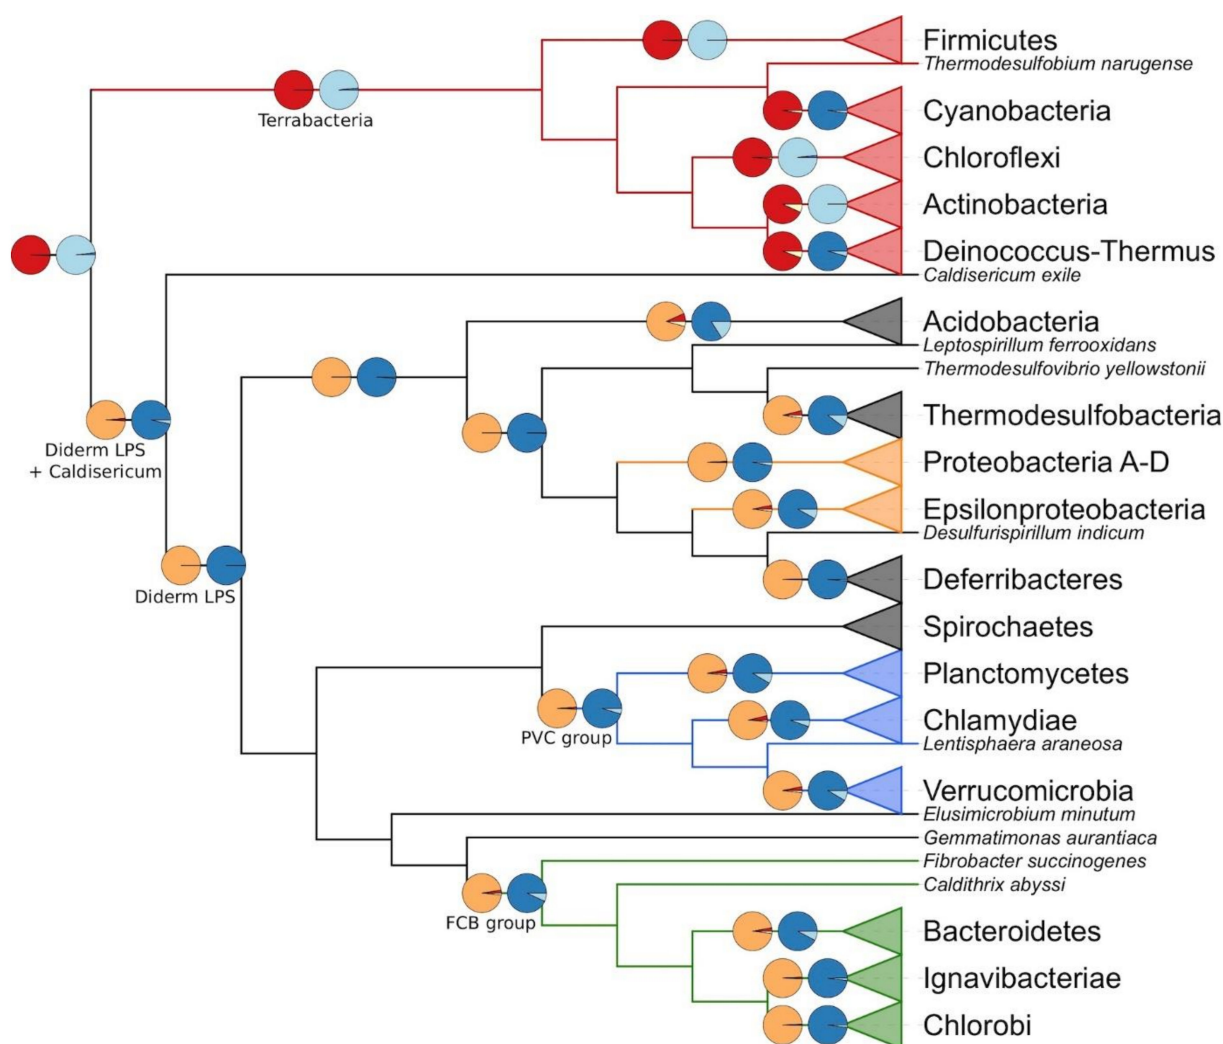 Firmicutes
Thermodesulfobium narugense
Terrabacteria
Cyanobacteria
Chloroflexi
Actinobacteria
Deinococcus-Thermus
Caldisericum exile
Acidobacteria
Leptospirillum ferrooxidans
Thermodesulfovibrio yellowstonii
Thermodesulfobacteria
Diderm LPS
+ Caldisericum
Proteobacteria A-D
Epsilonproteobacteria
Desulfurispirillum indicum
Deferribacteres
Diderm LPS
Spirochaetes
Planctomycetes
Chlamydiae
PVC group
Lentisphaera araneosa
Verrucomicrobia
Elusimicrobium minutum
Gemmatimonas aurantiaca
Fibrobacter succinogenes
Caldithrix abyssi
FCB group
Bacteroidetes
Ignavibacteriae
Chlorobi